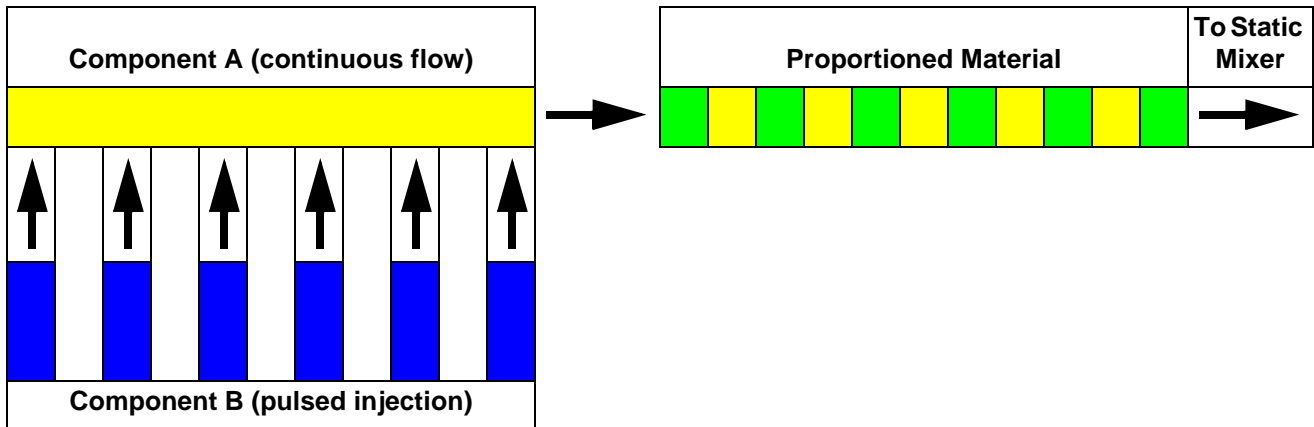 Component A (continuous flow)
Proportioned Material
To Static
Mixer
Component B (pulsed injection)